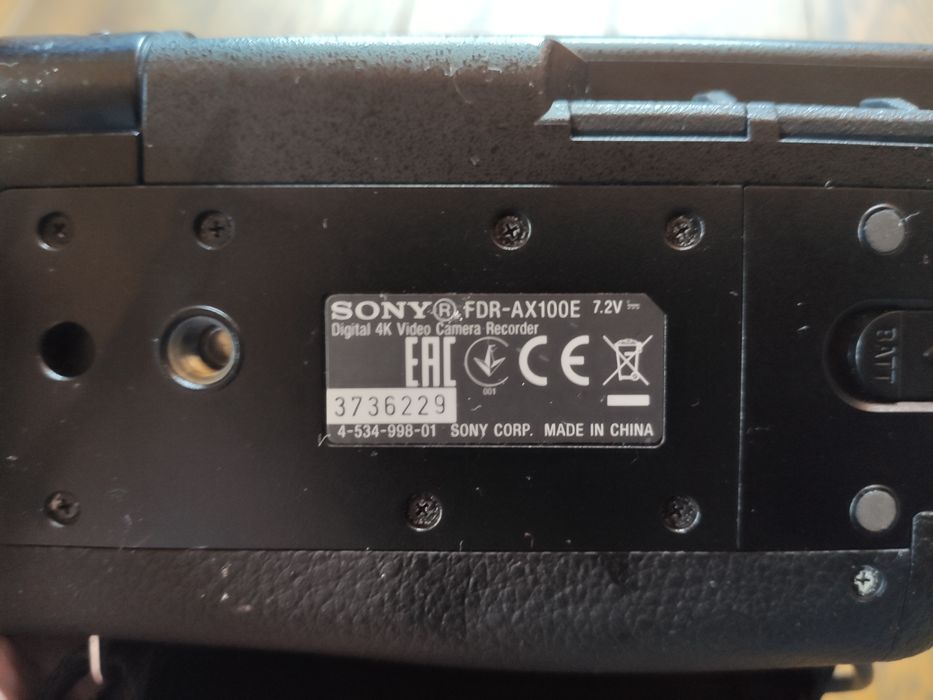 SONY® FDR-AX100E 7.2V ⎓
Digital 4K Video Camera Recorder
EAC CE
001
3736229
4-534-998-01 SONY CORP. MADE IN CHINA
BATT